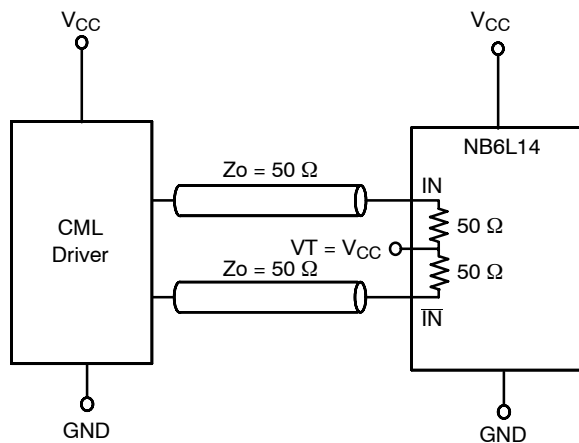 VCC
VCC
NB6L14
Zo = 50 Ω
IN
CML
Driver
50 Ω
VT = VCC
50 Ω
Zo = 50 Ω
IN
GND
GND